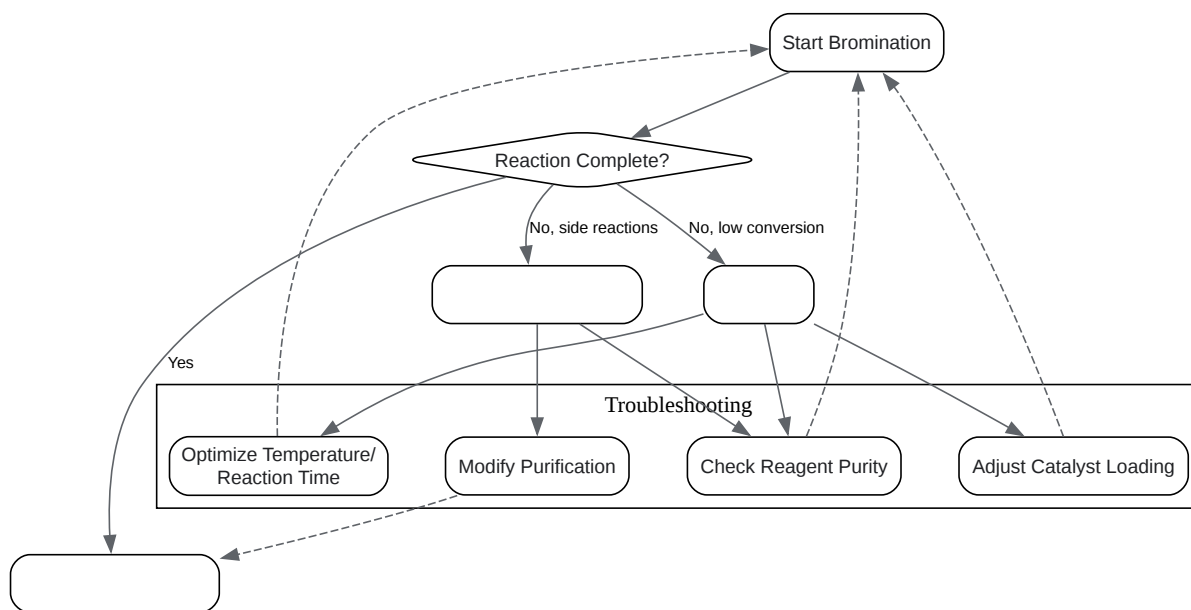 Start Bromination
Reaction Complete?
No, side reactions
No, low conversion
Yes
Troubleshooting
Optimize Temperature/
Reaction Time
Modify Purification
Check Reagent Purity
Adjust Catalyst Loading